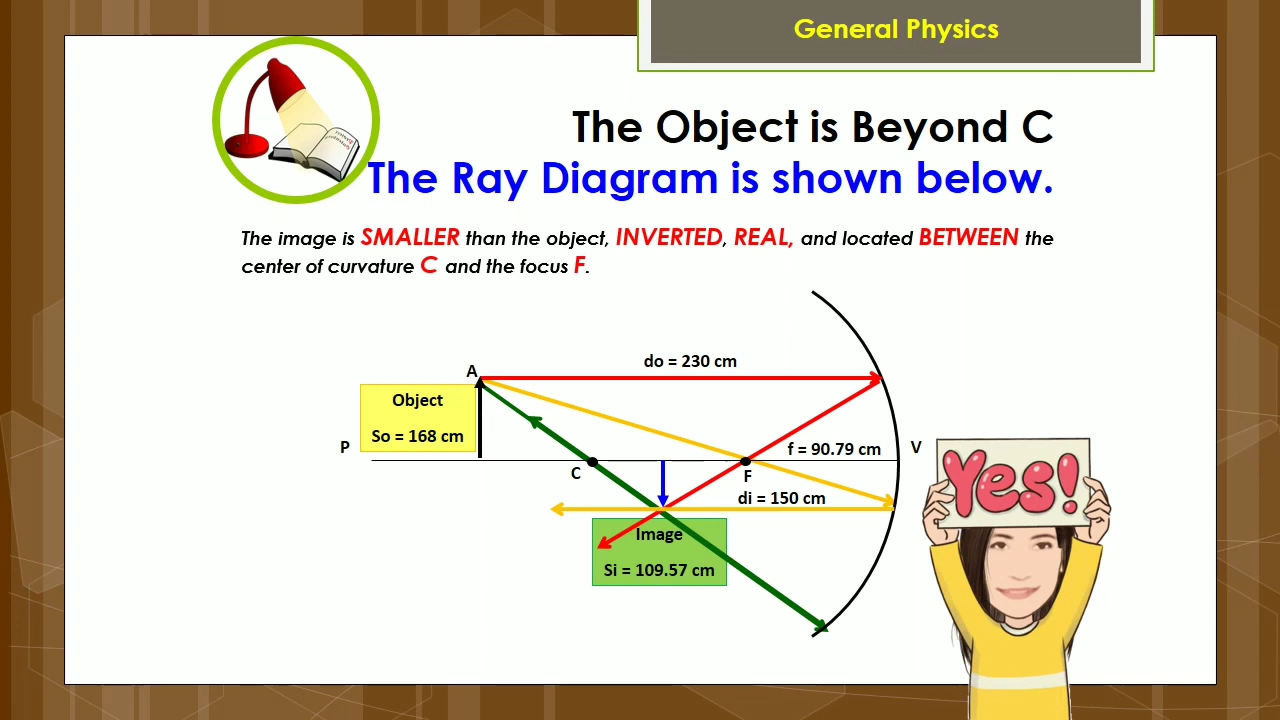 General Physics
The Object is Beyond C
The Ray Diagram is shown below.
The image is SMALLER than the object, INVERTED, REAL, and located BETWEEN the
center of curvature C and the focus F.
do = 230 cm
A
Object
So = 168 cm
P
f = 90.79 cm
V
C
F
di = 150 cm
Image
Si = 109.57 cm
Yes!